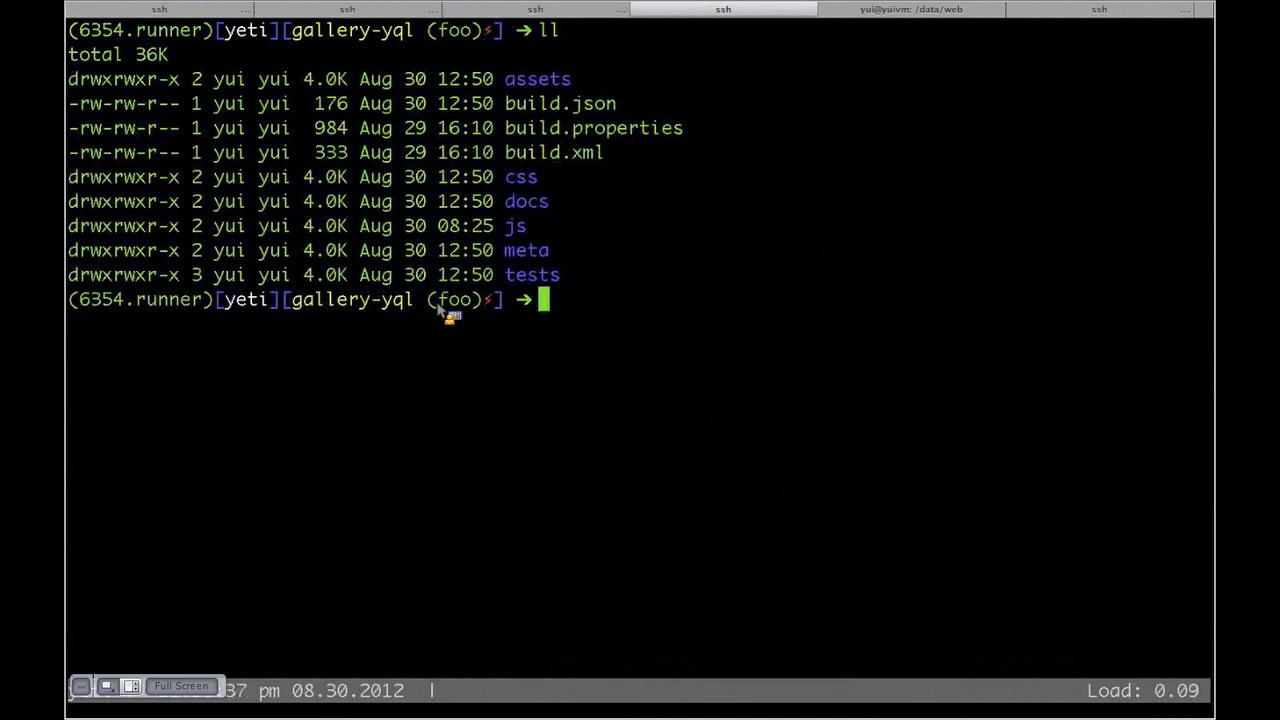 ssh ... ssh ... ssh ... ssh yui@yuivm: /data/web ssh ...
(6354.runner)[yeti][gallery-yql (foo)⚡] ➔ ll
total 36K
drwxrwxr-x 2 yui yui 4.0K Aug 30 12:50 assets
-rw-rw-r-- 1 yui yui  176 Aug 30 12:50 build.json
-rw-rw-r-- 1 yui yui  984 Aug 29 16:10 build.properties
-rw-rw-r-- 1 yui yui  333 Aug 29 16:10 build.xml
drwxrwxr-x 2 yui yui 4.0K Aug 30 12:50 css
drwxrwxr-x 2 yui yui 4.0K Aug 30 12:50 docs
drwxrwxr-x 2 yui yui 4.0K Aug 30 08:25 js
drwxrwxr-x 2 yui yui 4.0K Aug 30 12:50 meta
drwxrwxr-x 3 yui yui 4.0K Aug 30 12:50 tests
(6354.runner)[yeti][gallery-yql (foo)⚡] ➔
Full Screen 37 pm 08.30.2012 | Load: 0.09